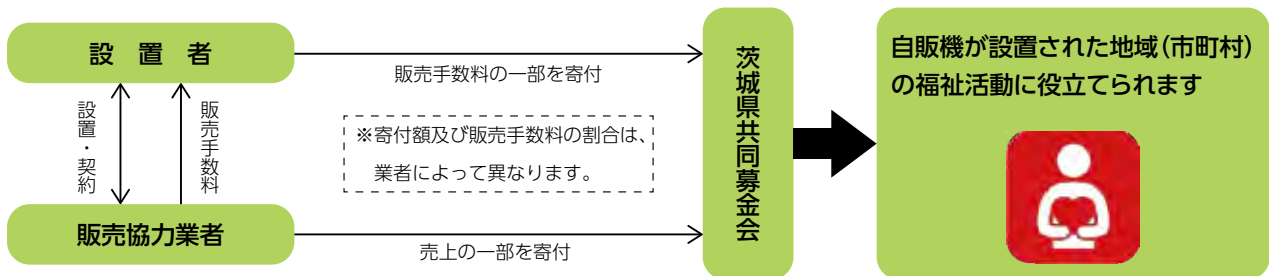 設置者
販売手数料の一部を寄付
設置・契約
販売手数料
※寄付額及び販売手数料の割合は、
業者によって異なります。
販売協力業者
売上の一部を寄付
茨城県共同募金会
自販機が設置された地域(市町村)
の福祉活動に役立てられます